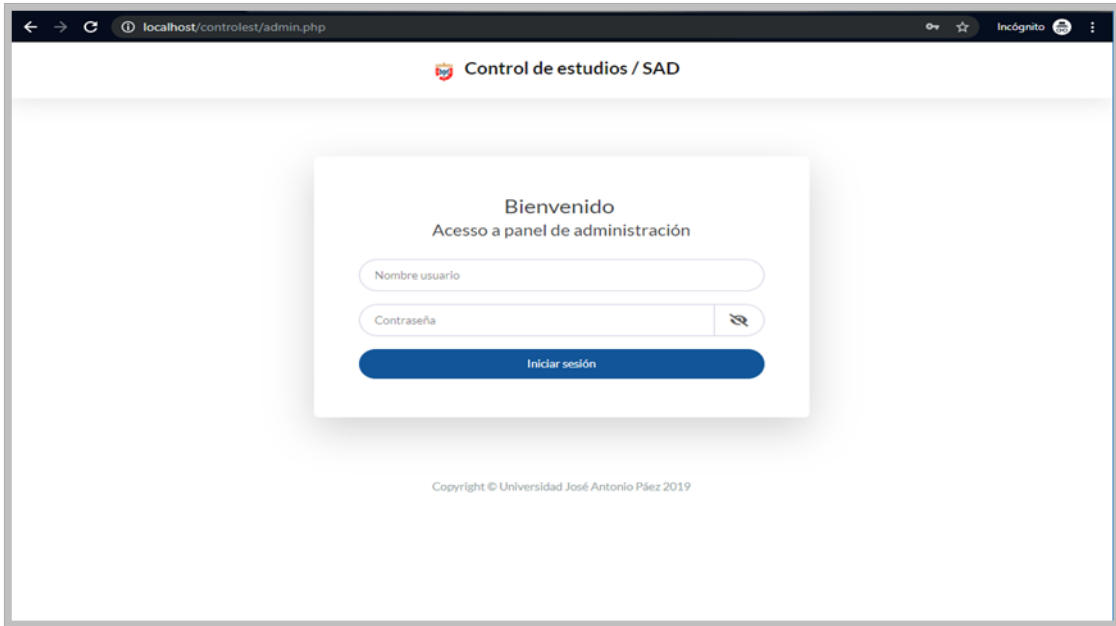 localhost/controlest/admin.php
Incógnito
Control de estudios / SAD
Bienvenido
Acesso a panel de administración
Nombre usuario
Contraseña
Iniciar sesión
Copyright © Universidad José Antonio Páez 2019